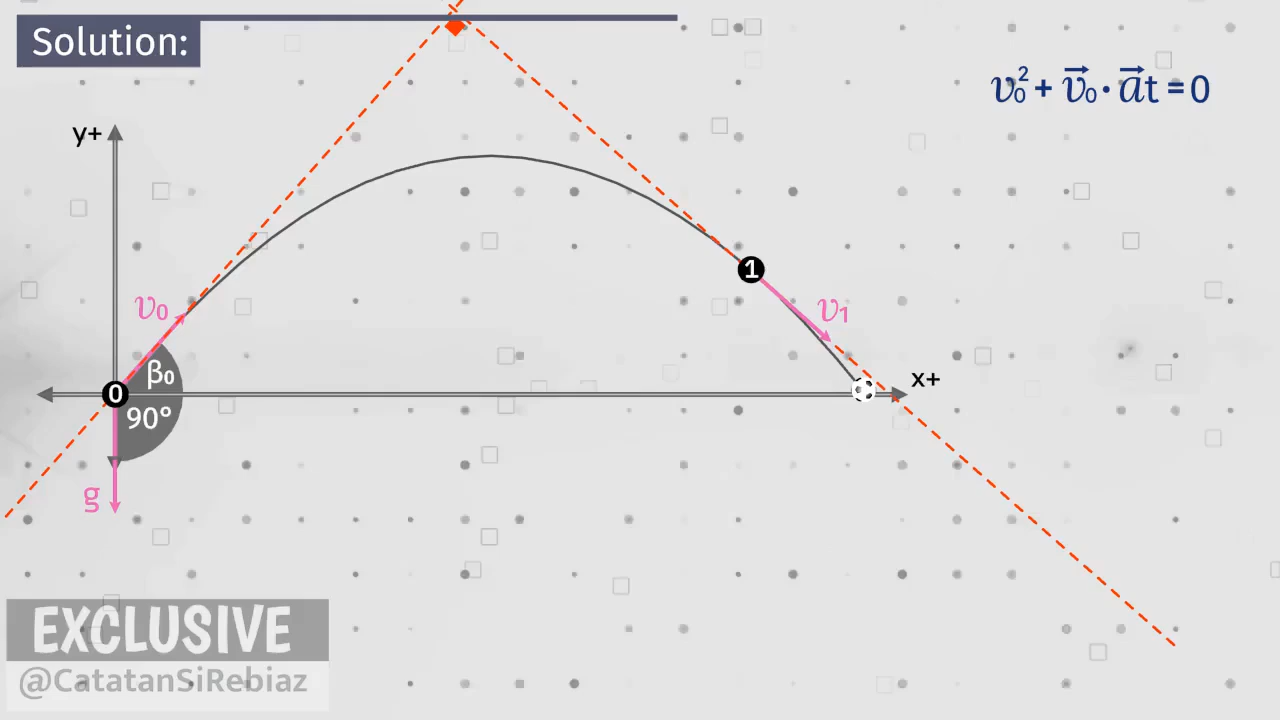 Solution:
v₀² + v⃗₀ · a⃗t = 0
y+
v₀
v₁
β₀
x+
0
1
90°
g
EXCLUSIVE
@CatatanSiRebiaz